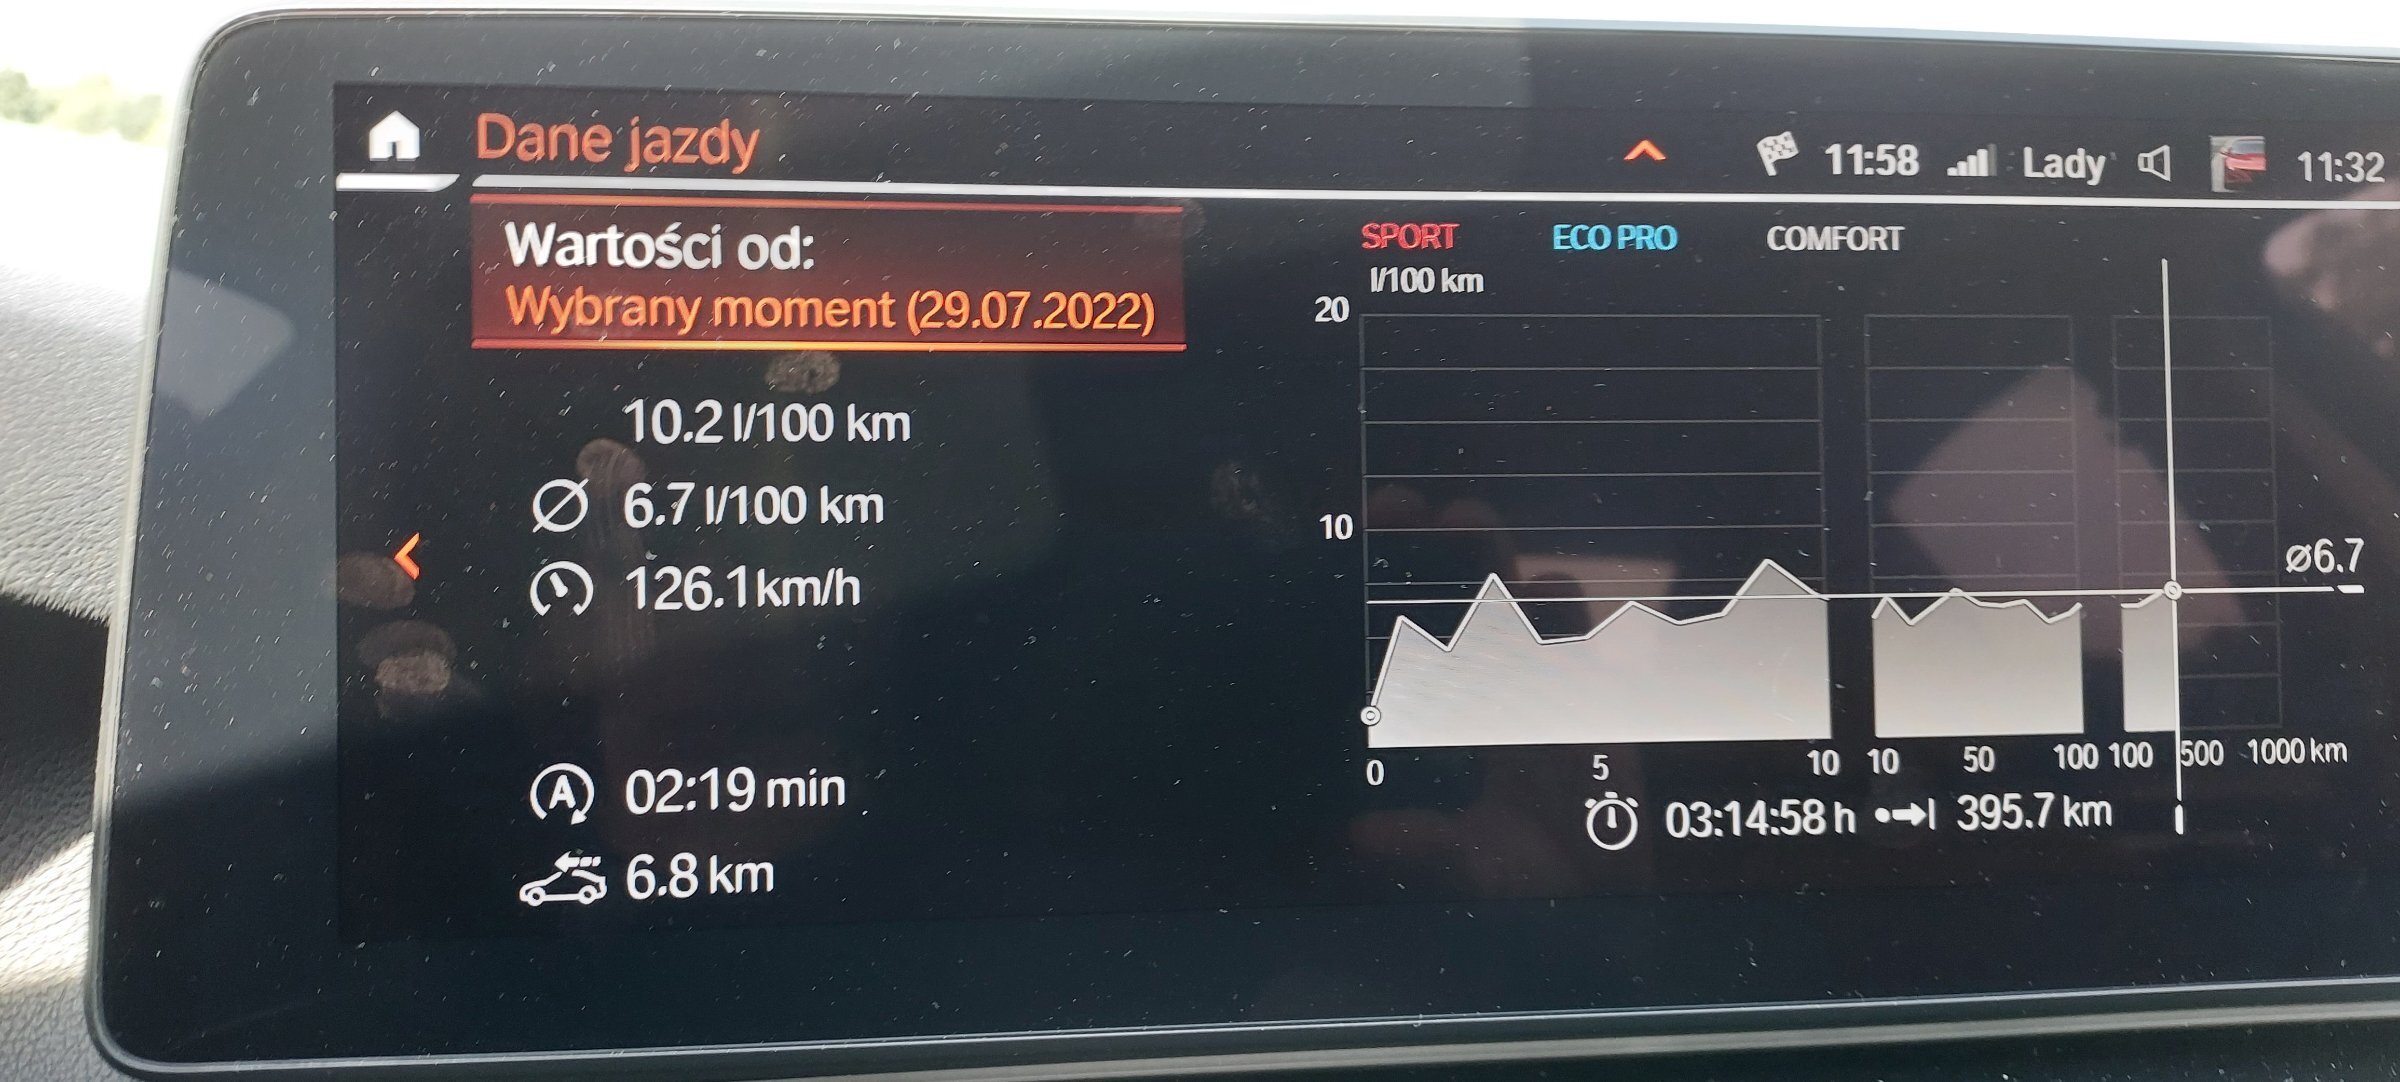 Dane jazdy
11:58 Lady 11:32
Wartości od:
Wybrany moment (29.07.2022)
10.2 l/100 km
Ø 6.7 l/100 km
126.1 km/h
A 02:19 min
6.8 km
SPORT ECO PRO COMFORT
l/100 km
20
10
ø6.7
0 5 10 10 50 100 100 500 1000 km
03:14:58 h 395.7 km